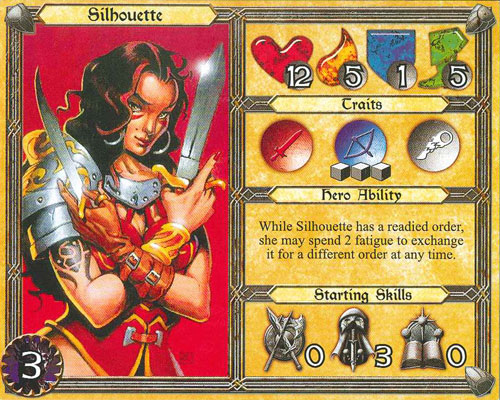 Silhouette
12 5 1 5
Traits
Hero Ability
While Silhouette has a readied order,
she may spend 2 fatigue to exchange
it for a different order at any time.
Starting Skills
0 3 0
3